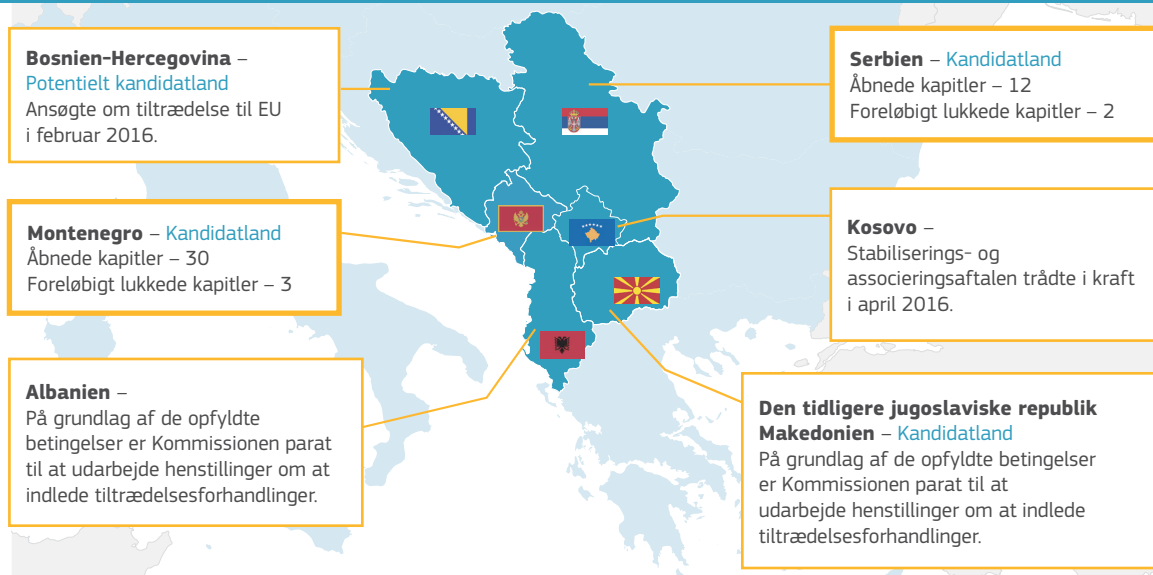 Bosnien-Hercegovina –
Potentielt kandidatland
Ansøgte om tiltrædelse til EU
i februar 2016.
Serbien – Kandidatland
Åbnede kapitler – 12
Foreløbigt lukkede kapitler – 2
Montenegro – Kandidatland
Åbnede kapitler – 30
Foreløbigt lukkede kapitler – 3
Kosovo –
Stabiliserings- og
associeringsaftalen trådte i kraft
i april 2016.
Albanien –
På grundlag af de opfyldte
betingelser er Kommissionen parat
til at udarbejde henstillinger om at
indlede tiltrædelsesforhandlinger.
Den tidligere jugoslaviske republik
Makedonien – Kandidatland
På grundlag af de opfyldte betingelser
er Kommissionen parat til at
udarbejde henstillinger om at indlede
tiltrædelsesforhandlinger.